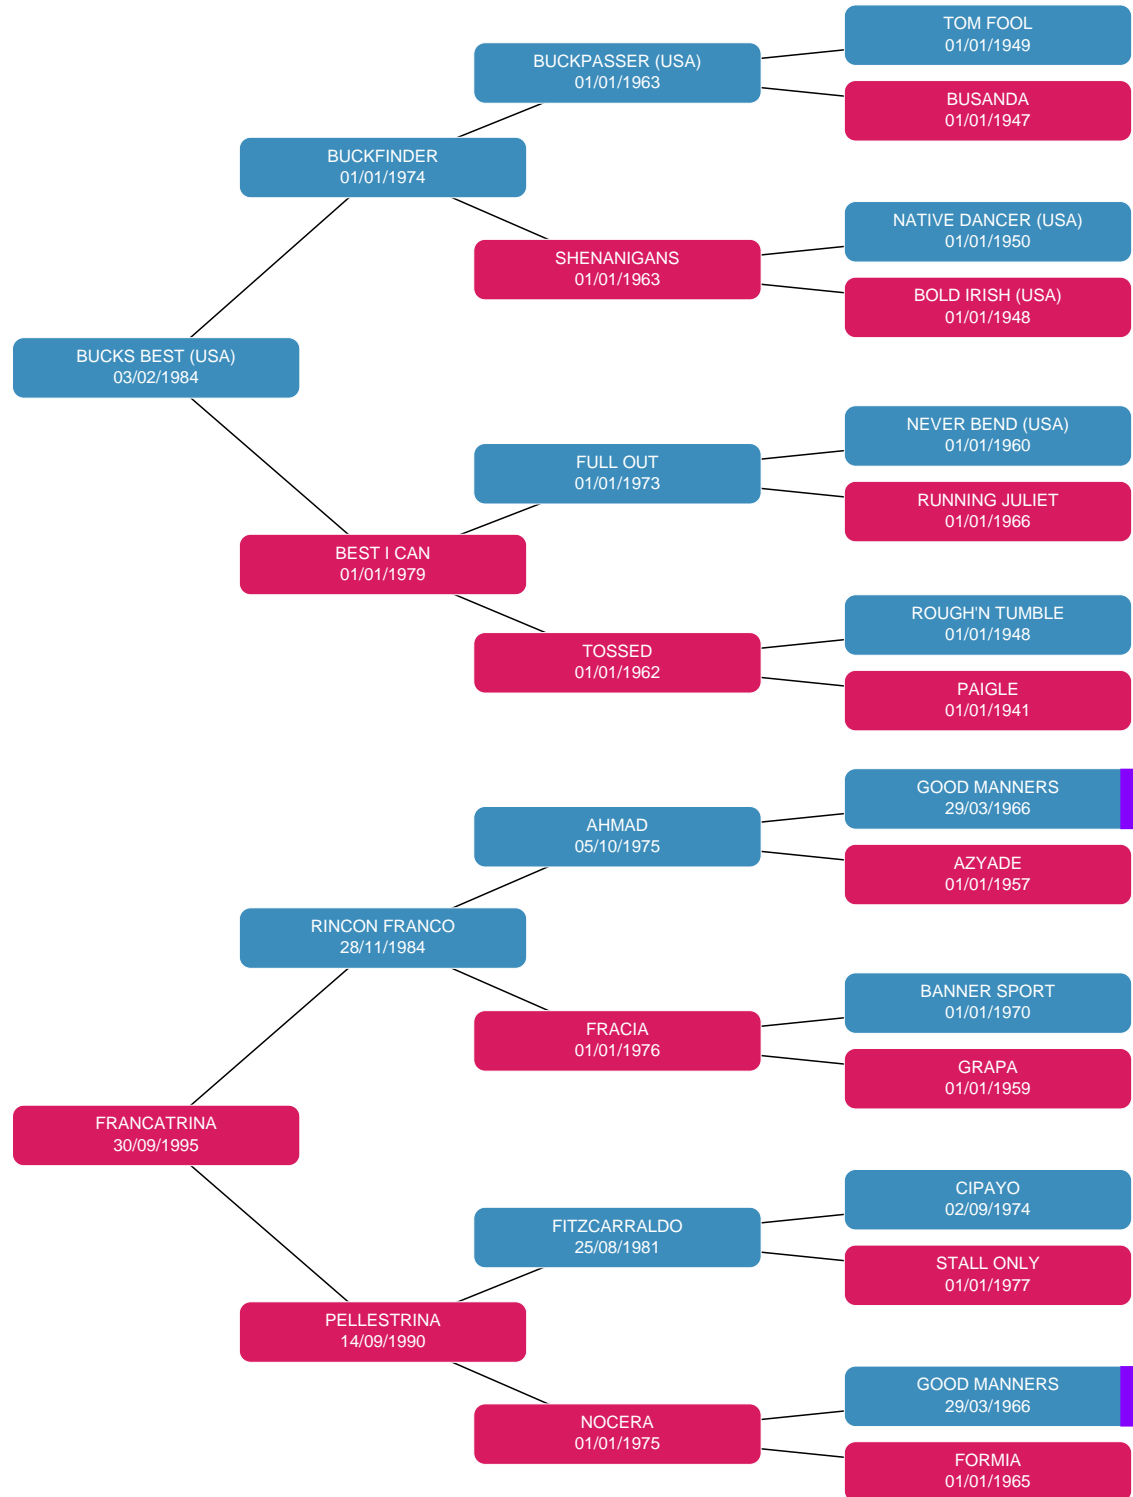 TOM FOOL
01/01/1949
BUCKPASSER (USA)
01/01/1963
BUSANDA
01/01/1947
BUCKFINDER
01/01/1974
NATIVE DANCER (USA)
01/01/1950
SHENANIGANS
01/01/1963
BOLD IRISH (USA)
01/01/1948
BUCKS BEST (USA)
03/02/1984
NEVER BEND (USA)
01/01/1960
FULL OUT
01/01/1973
RUNNING JULIET
01/01/1966
BEST I CAN
01/01/1979
ROUGH'N TUMBLE
01/01/1948
TOSSED
01/01/1962
PAIGLE
01/01/1941
GOOD MANNERS
29/03/1966
AHMAD
05/10/1975
AZYADE
01/01/1957
RINCON FRANCO
28/11/1984
BANNER SPORT
01/01/1970
FRACIA
01/01/1976
GRAPA
01/01/1959
FRANCATRINA
30/09/1995
CIPAYO
02/09/1974
FITZCARRALDO
25/08/1981
STALL ONLY
01/01/1977
PELLESTRINA
14/09/1990
GOOD MANNERS
29/03/1966
NOCERA
01/01/1975
FORMIA
01/01/1965